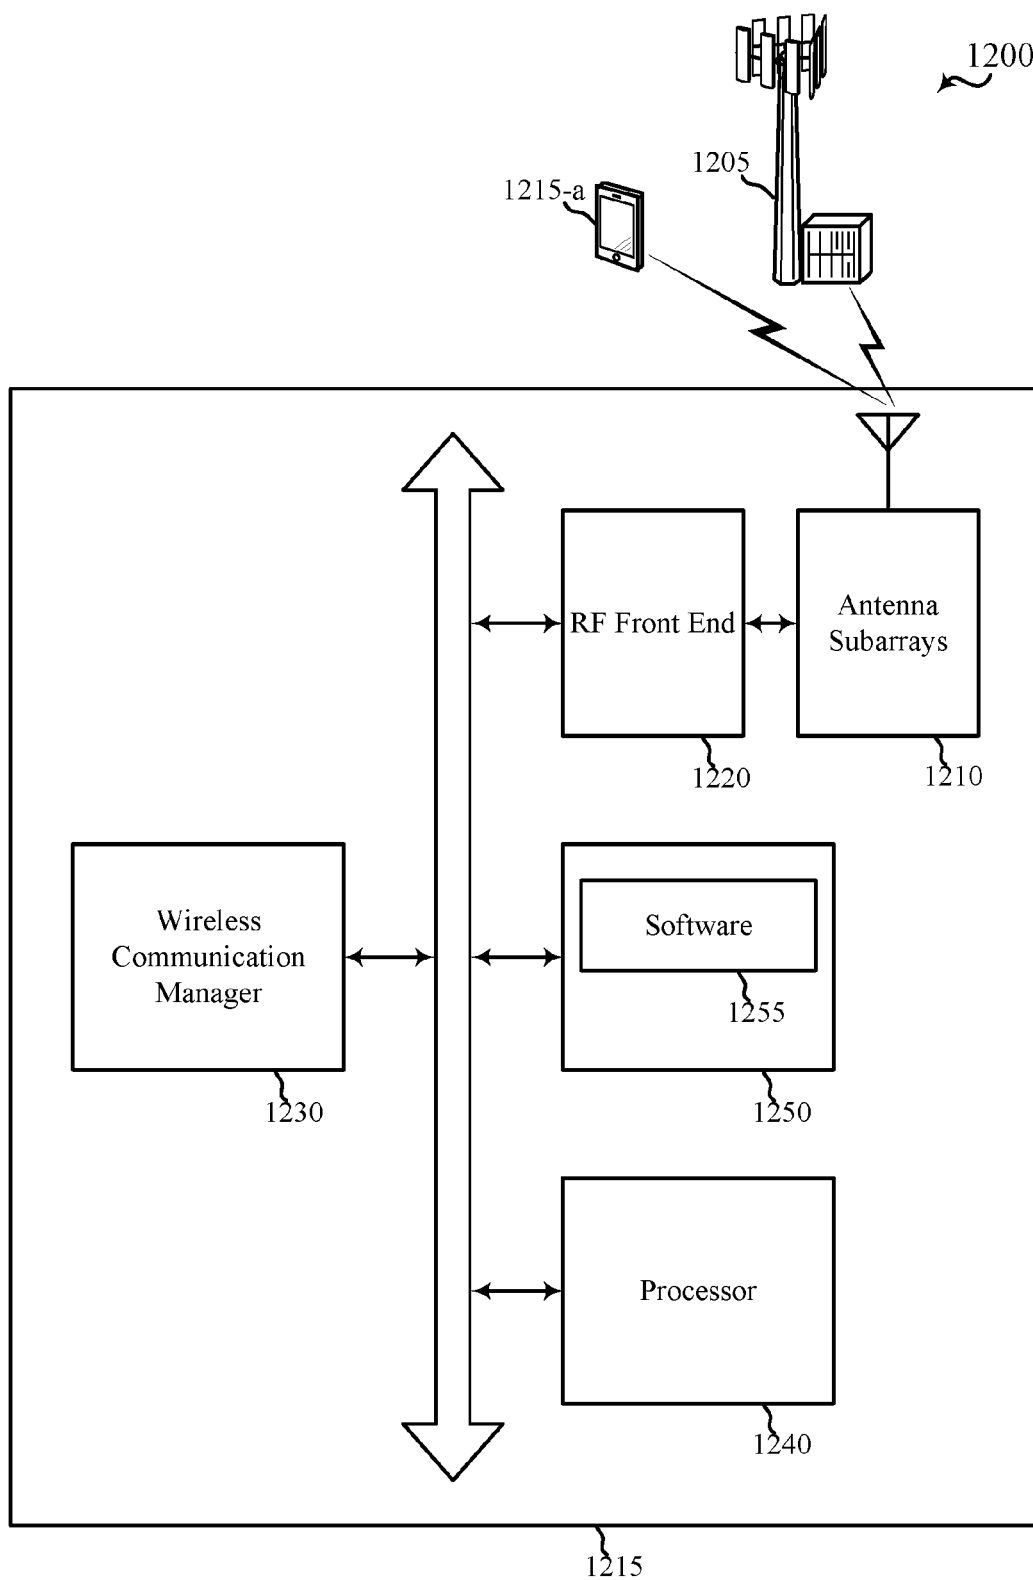 1200
1205
1215-a
RF Front End
Antenna
Subarrays
1220
1210
Wireless
Communication
Manager
Software
1255
1230
1250
Processor
1240
1215